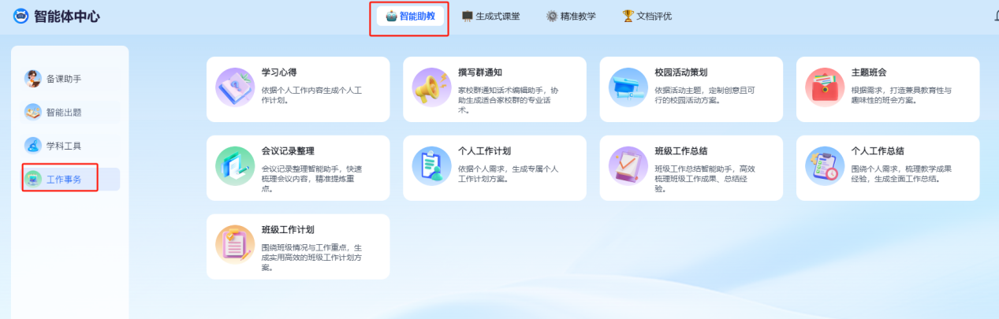 智能体中心
智能助教
生成式课堂
精准教学
文档评优
备课助手
智能出题
学科工具
工作事务
学习心得
依据个人工作内容生成个人工
作计划。
撰写群通知
家校群通知话术编辑助手，协
助生成适合家校群的专业话
术。
校园活动策划
依据活动主题，定制创意且可
行的校园活动方案。
主题班会
根据需求，打造兼具教育性与
趣味性的班会方案。
会议记录整理
会议记录整理智能助手，快速
梳理会议内容，精准提炼重
点。
个人工作计划
依据个人需求，生成专属个人
工作计划方案。
班级工作总结
班级工作总结智能助手，高效
梳理班级工作成果、总结经
验。
个人工作总结
围绕个人需求，梳理教学成果
经验，生成全面工作总结。
班级工作计划
围绕班级情况与工作重点，生
成实用高效的班级工作计划方
案。